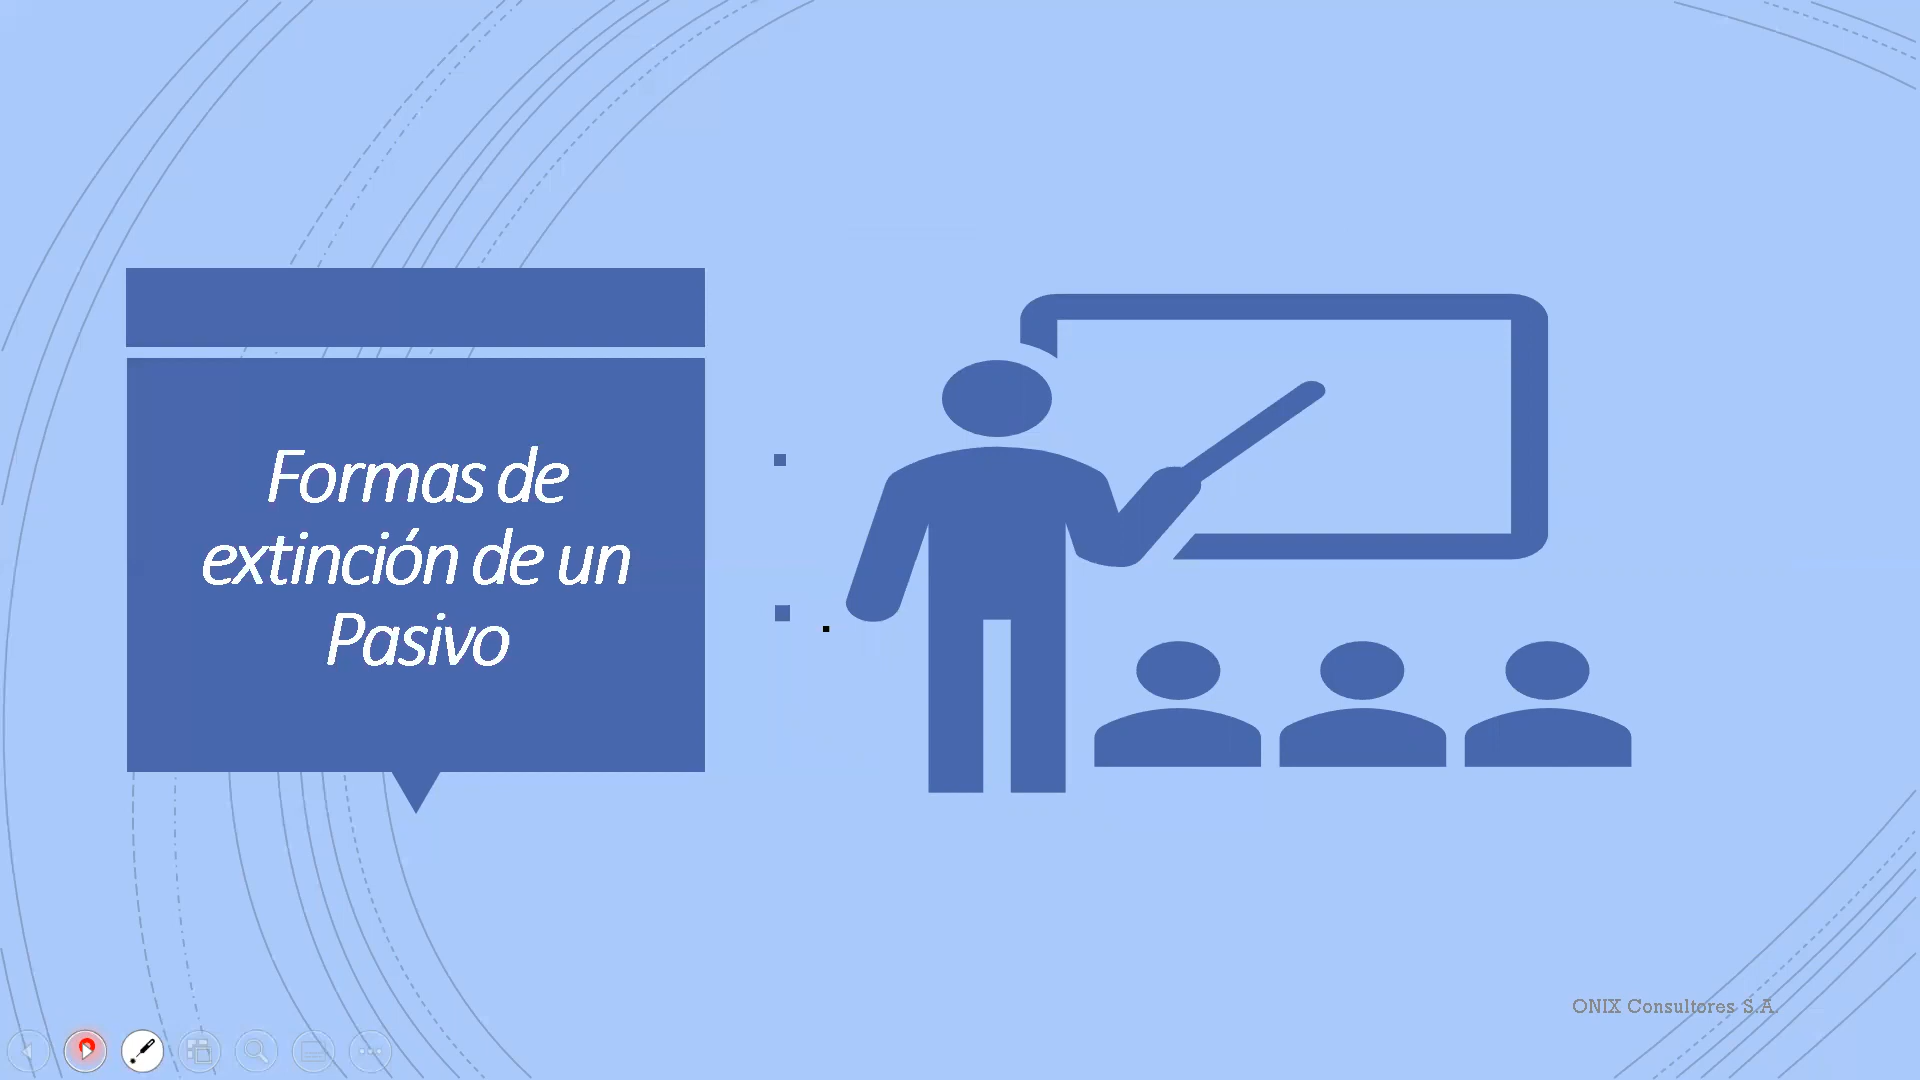 Formas de
extinción de un
Pasivo
ONIX Consultores S.A.